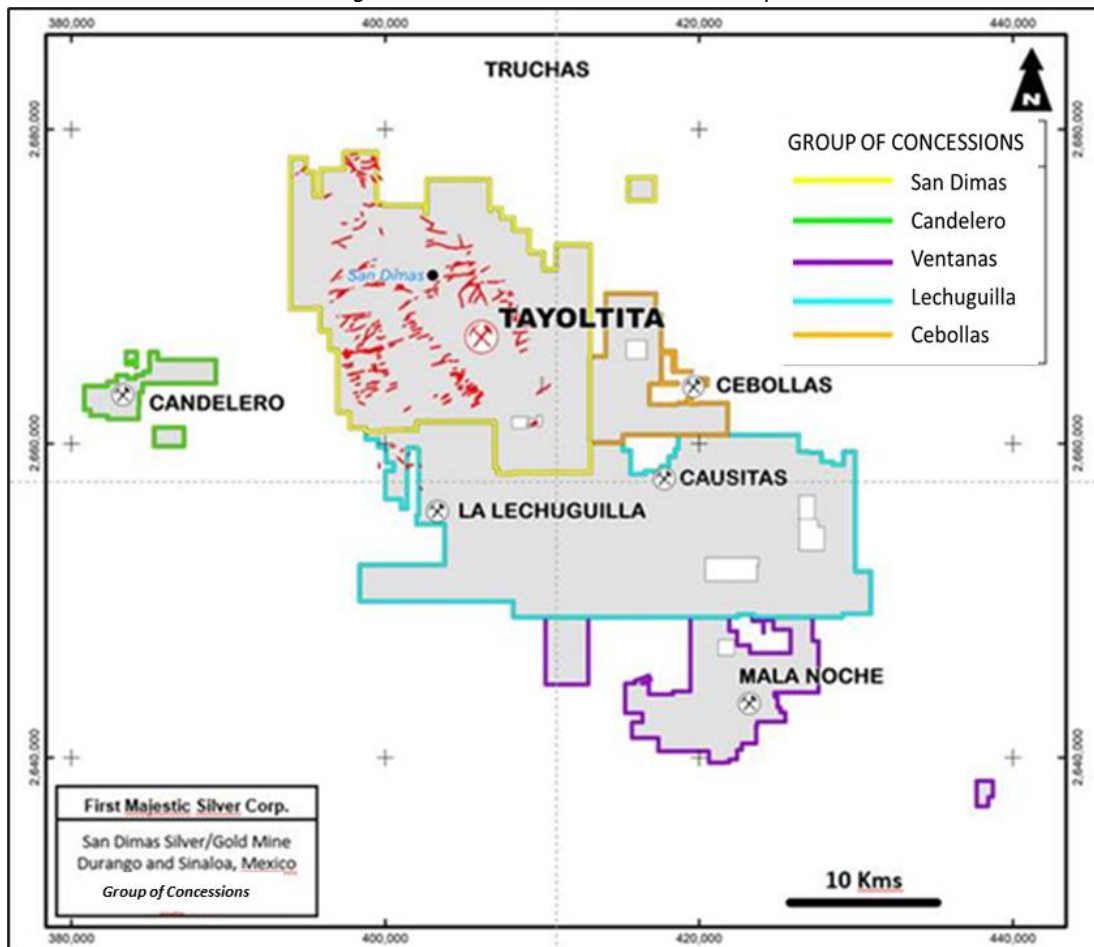 380,000
400,000
420,000
440,000
TRUCHAS
N
2,680,000
2,680,000
GROUP OF CONCESSIONS
San Dimas
Candelero
Ventanas
Lechuguilla
Cebollas
San Dimas
TAYOLTITA
CEBOLLAS
CANDELERO
2,660,000
2,660,000
CAUSITAS
LA LECHUGUILLA
MALA NOCHE
2,640,000
2,640,000
First Majestic Silver Corp.
San Dimas Silver/Gold Mine
Durango and Sinaloa, Mexico
Group of Concessions
10 Kms
380,000
400,000
420,000
440,000